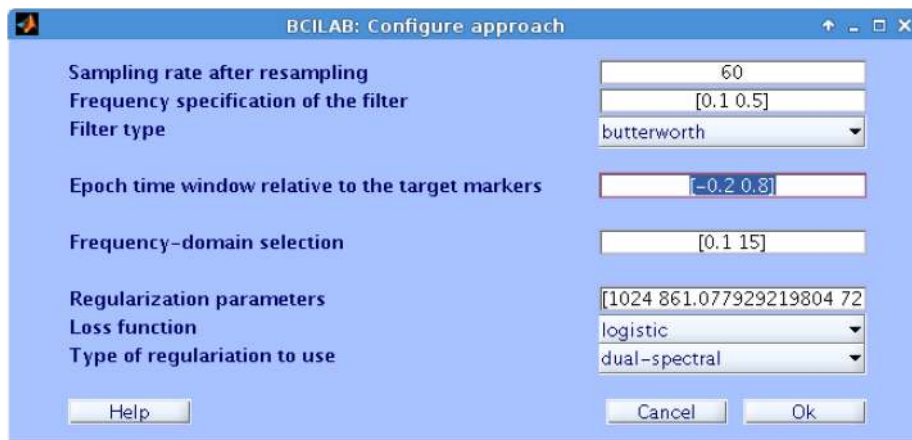 BCILAB: Configure approach
Sampling rate after resampling 60
Frequency specification of the filter [0.1 0.5]
Filter type butterworth
Epoch time window relative to the target markers [-0.2 0.8]
Frequency-domain selection [0.1 15]
Regularization parameters [1024 861.077929219804 72
Loss function logistic
Type of regulariation to use dual-spectral
Help Cancel Ok